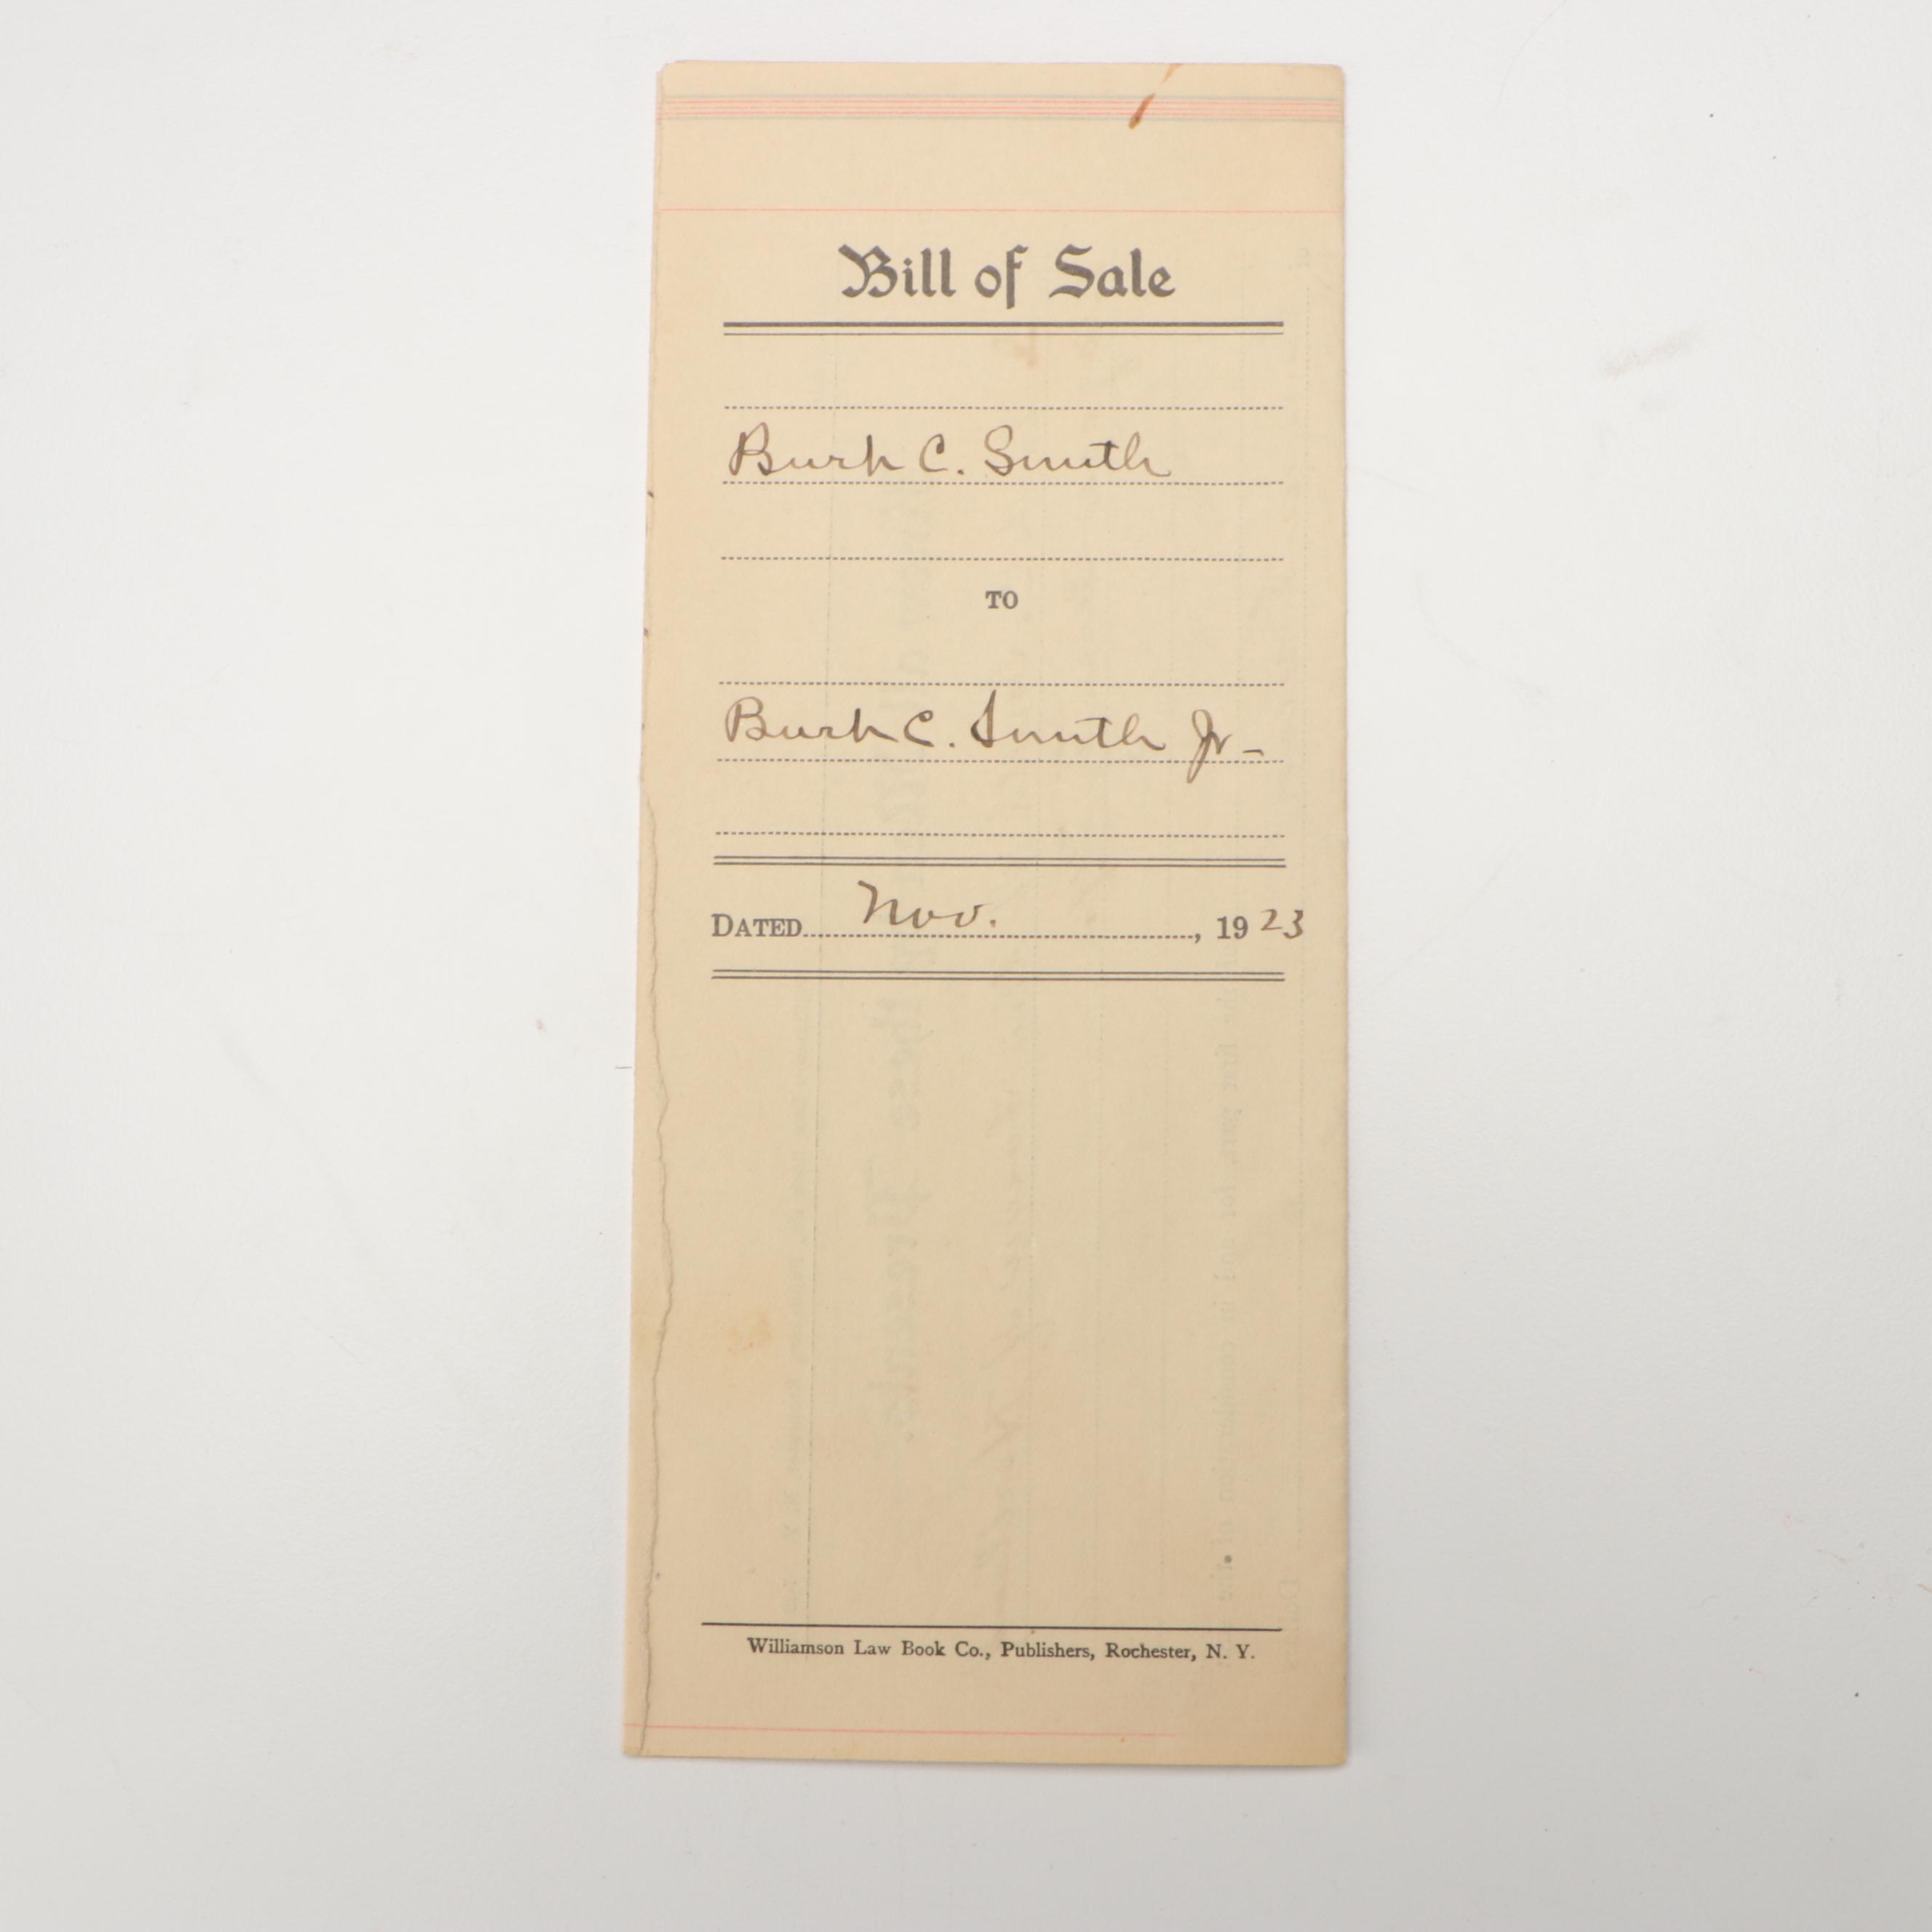 Bill of Sale
Burk C. Smith
TO
Burk C. Smith Jr-
DATED Nov. , 1923
Williamson Law Book Co., Publishers, Rochester, N. Y.